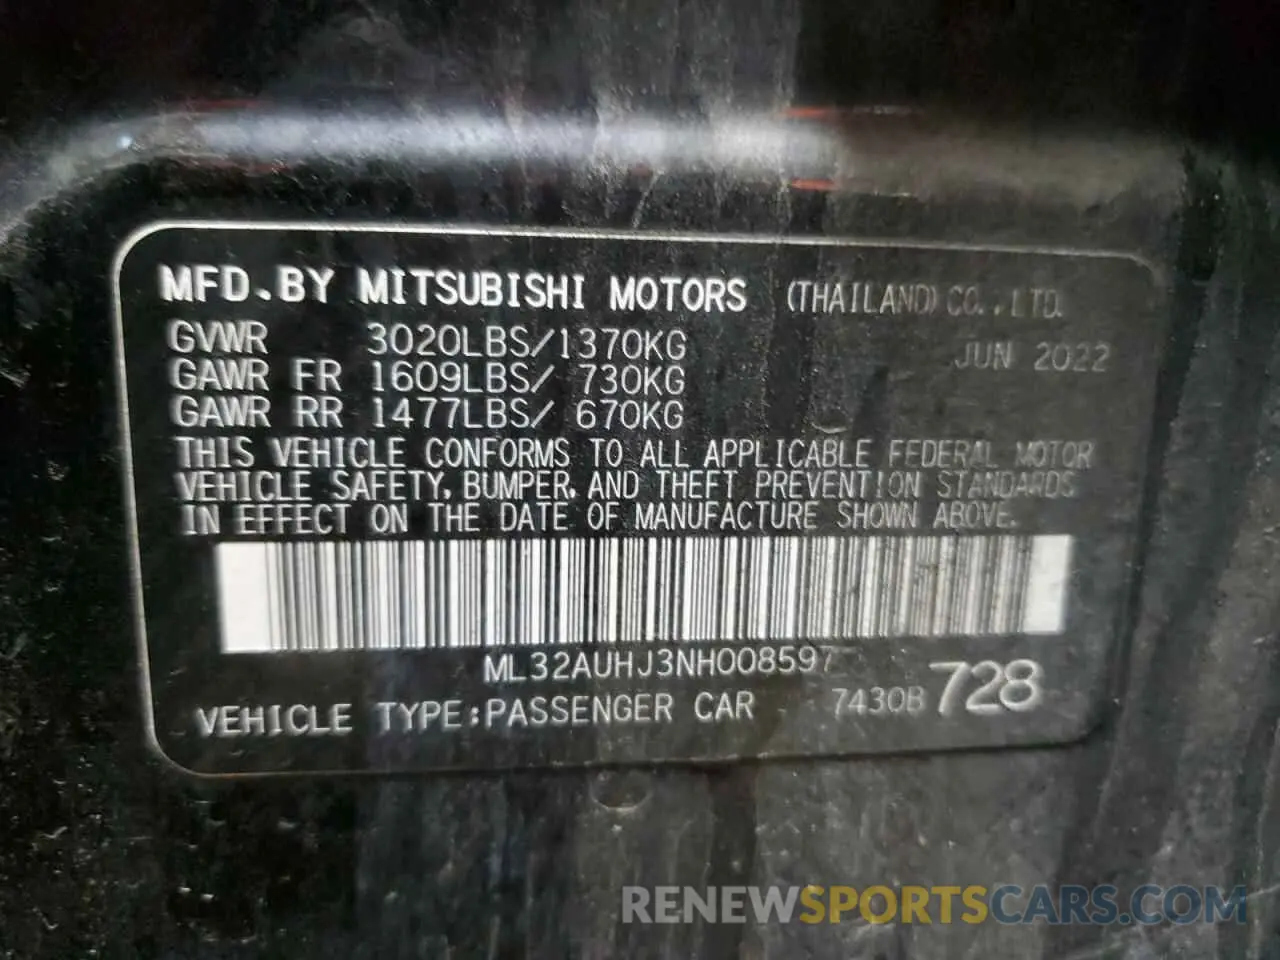 MFD.BY MITSUBISHI MOTORS (THAILAND) CO.,LTD.
GVWR 3020LBS/1370KG JUN 2022
GAWR FR 1609LBS/ 730KG
GAWR RR 1477LBS/ 670KG
THIS VEHICLE CONFORMS TO ALL APPLICABLE FEDERAL MOTOR
VEHICLE SAFETY, BUMPER, AND THEFT PREVENTION STANDARDS
IN EFFECT ON THE DATE OF MANUFACTURE SHOWN ABOVE.
ML32AUHJ3NH008597
VEHICLE TYPE:PASSENGER CAR 7430B 728
RENEWSPORTSCARS.COM